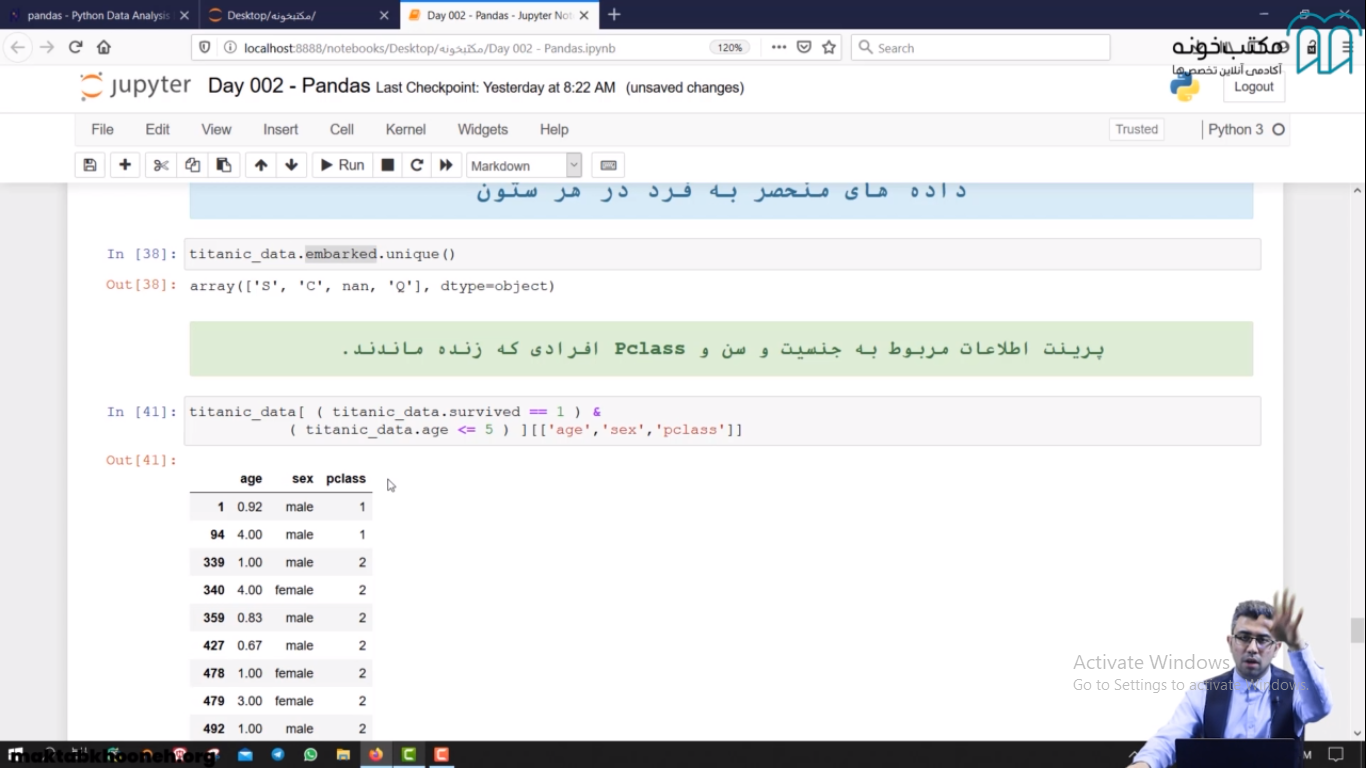 pandas - Python Data Analysis
Desktop/مکتبخونه/
Day 002 - Pandas - Jupyter Not
localhost:8888/notebooks/Desktop/مکتبخونه/Day 002 - Pandas.ipynb
120%
Search
مکتب‌خونه
آکادمی آنلاین تخصص‌ها
jupyter
Day 002 - Pandas Last Checkpoint: Yesterday at 8:22 AM (unsaved changes)
Logout
File Edit View Insert Cell Kernel Widgets Help
Trusted
Python 3
Run
Markdown
داده های منحصر به فرد در هر ستون
In [38]: titanic_data.embarked.unique()
Out[38]: array(['S', 'C', nan, 'Q'], dtype=object)
پرینت اطلاعات مربوط به جنسیت و سن و Pclass افرادی که زنده ماندند.
In [41]: titanic_data[ ( titanic_data.survived == 1 ) &
( titanic_data.age <= 5 ) ][['age','sex','pclass']]
Out[41]:
age sex pclass
1 0.92 male 1
94 4.00 male 1
339 1.00 male 2
340 4.00 female 2
359 0.83 male 2
427 0.67 male 2
478 1.00 female 2
479 3.00 female 2
492 1.00 male 2
Activate Windows
Go to Settings to activate Windows.
maktabkhooneh.org